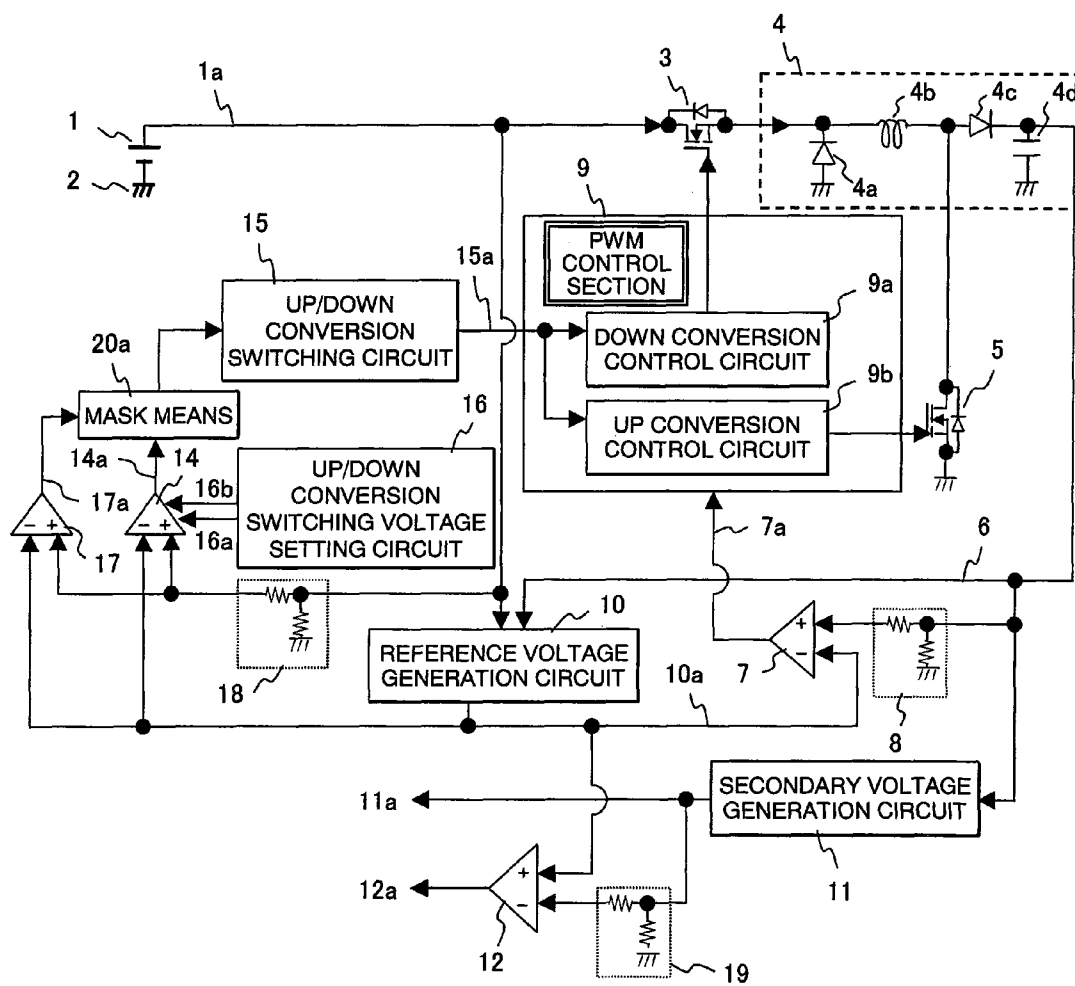 4
3
1a
4b
4c
4d
1
2
4a
9
PWM
CONTROL
SECTION
15
15a
9a
UP/DOWN
CONVERSION
SWITCHING CIRCUIT
DOWN CONVERSION
CONTROL CIRCUIT
20a
9b
5
MASK MEANS
16
UP CONVERSION
CONTROL CIRCUIT
14a
14
17a
16b
UP/DOWN
CONVERSION
SWITCHING VOLTAGE
SETTING CIRCUIT
16a
- +
17
- +
7a
6
18
10
REFERENCE VOLTAGE
GENERATION CIRCUIT
+
-
7
10a
8
11a
SECONDARY VOLTAGE
GENERATION CIRCUIT
11
12a
+
-
12
19